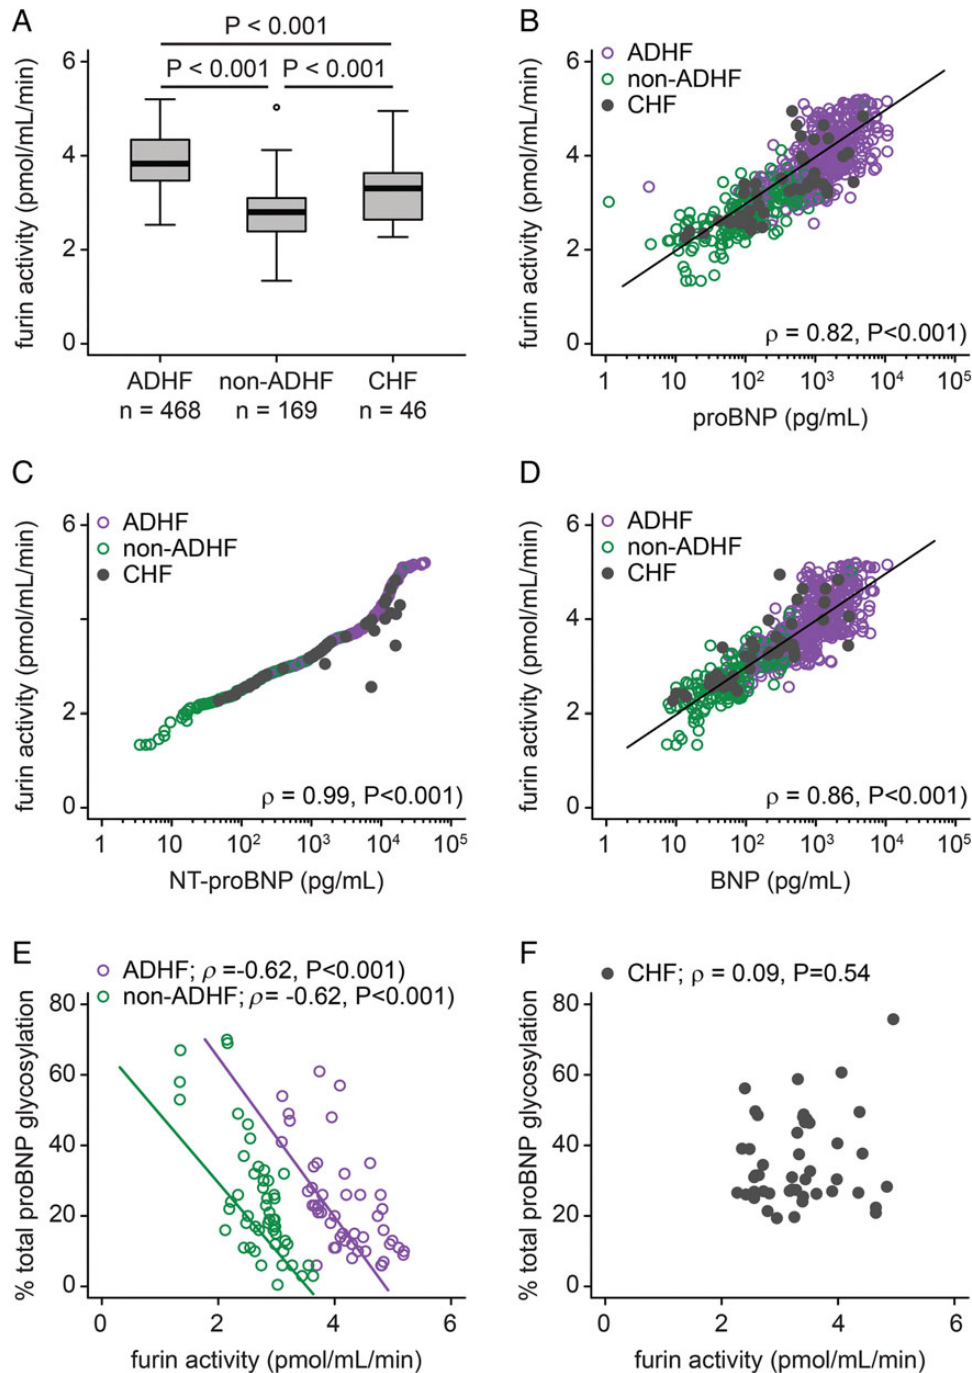 A
P < 0.001
P < 0.001 P < 0.001
furin activity (pmol/mL/min)
6
4
2
0
ADHF non-ADHF CHF
n = 468 n = 169 n = 46
B
ADHF
non-ADHF
CHF
furin activity (pmol/mL/min)
6
4
2
0
ρ = 0.82, P<0.001)
1 10 10² 10³ 10⁴ 10⁵
proBNP (pg/mL)
C
ADHF
non-ADHF
CHF
furin activity (pmol/mL/min)
6
2
0
ρ = 0.99, P<0.001)
1 10 10² 10³ 10⁴ 10⁵
NT-proBNP (pg/mL)
D
ADHF
non-ADHF
CHF
furin activity (pmol/mL/min)
6
4
2
0
ρ = 0.86, P<0.001)
1 10 10² 10³ 10⁴ 10⁵
BNP (pg/mL)
E
ADHF; ρ =-0.62, P<0.001)
non-ADHF; ρ= -0.62, P<0.001)
% total proBNP glycosylation
80
60
40
20
0
0 2 4 6
furin activity (pmol/mL/min)
F
CHF; ρ = 0.09, P=0.54
% total proBNP glycosylation
80
60
40
20
0
0 2 4 6
furin activity (pmol/mL/min)